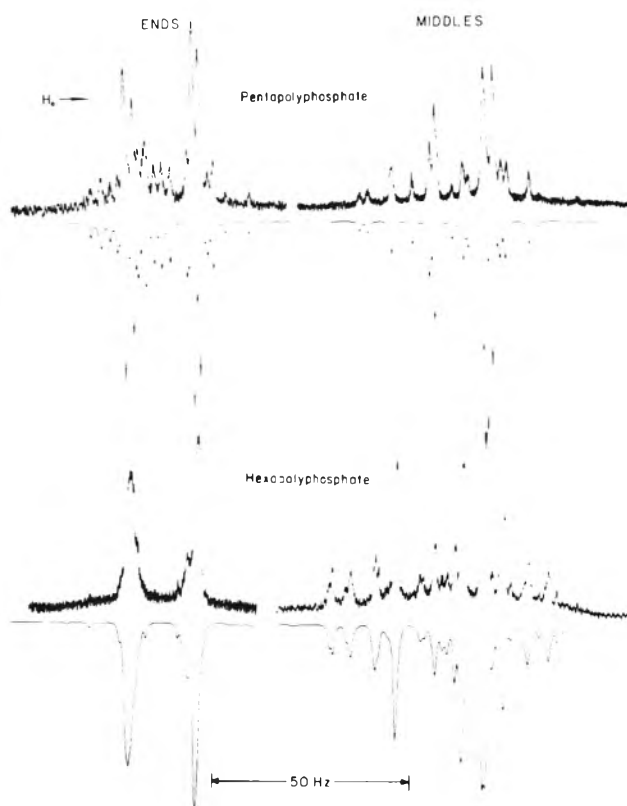 ENDS
MIDDLES
H₀
Pentapolyphosphate
Hexapolyphosphate
50 Hz